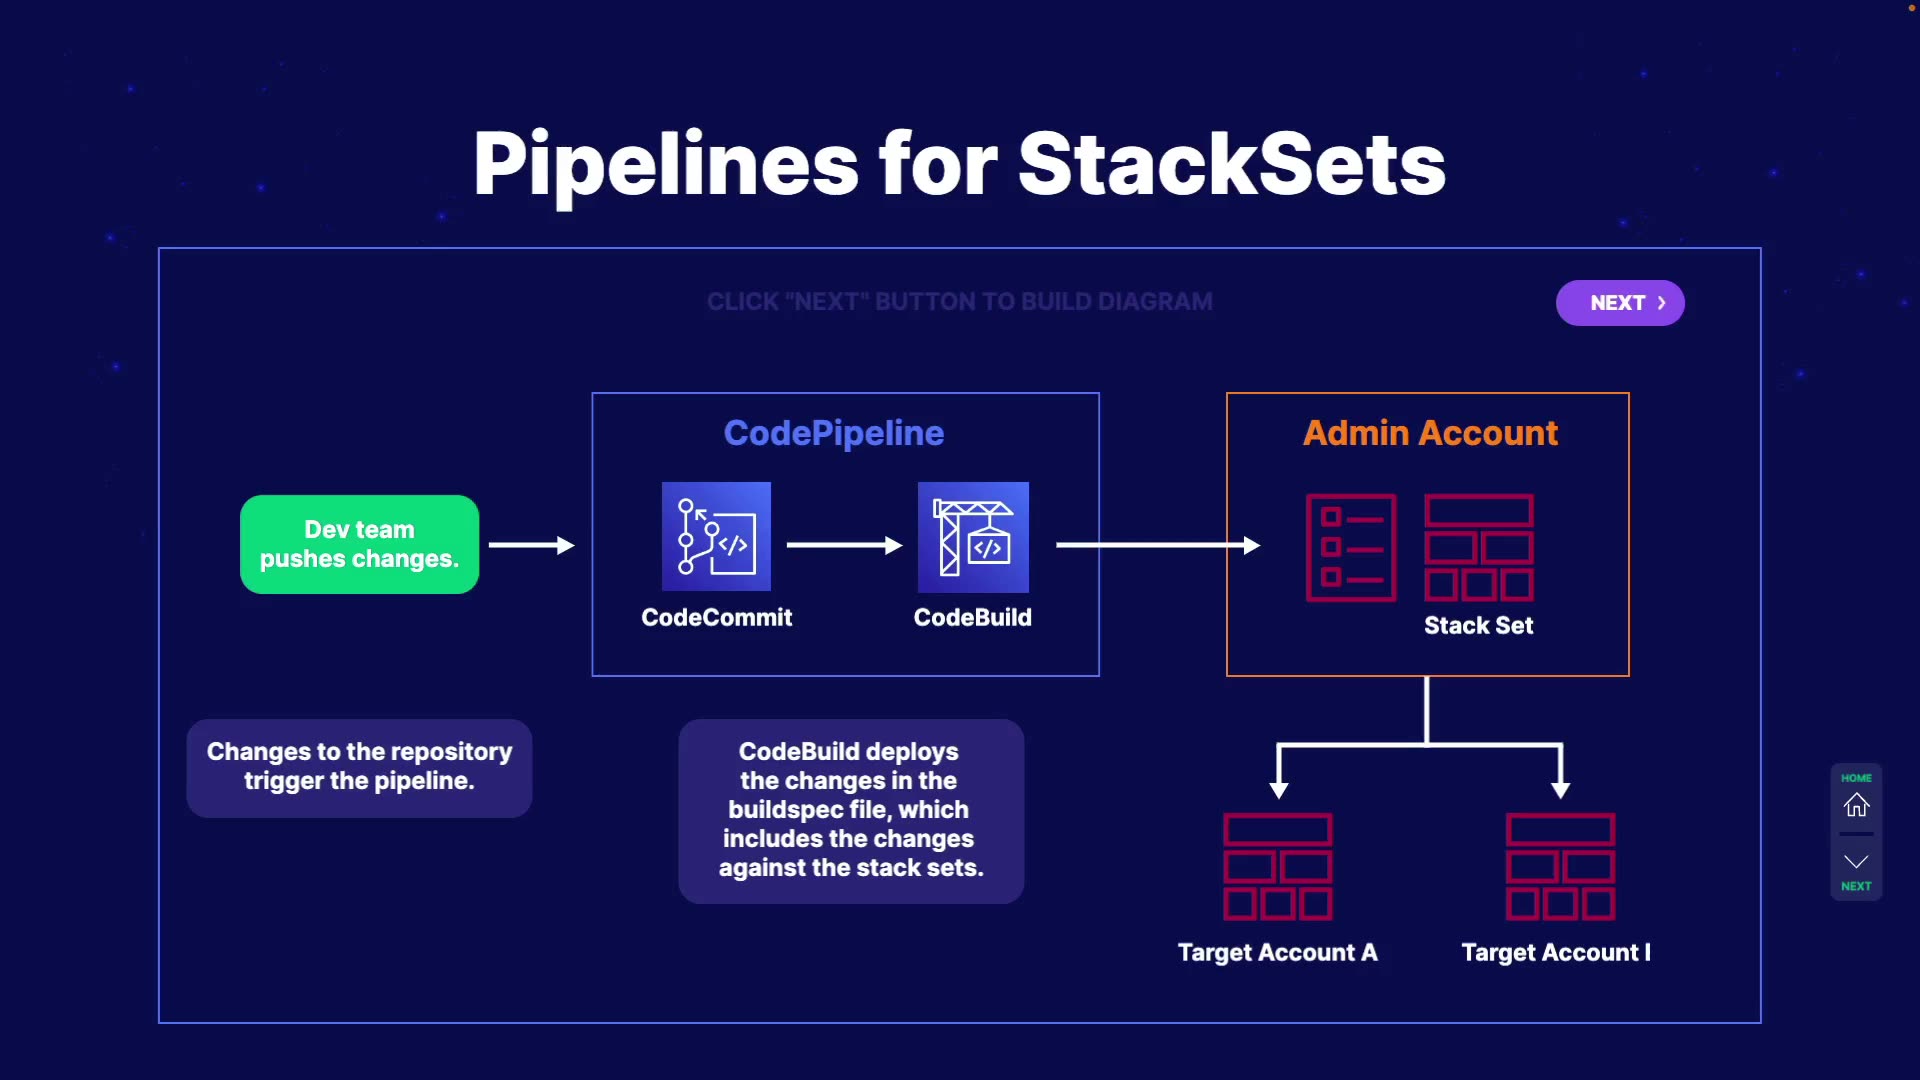 Pipelines for StackSets
CLICK "NEXT" BUTTON TO BUILD DIAGRAM
NEXT
CodePipeline
Admin Account
Dev team
pushes changes.
CodeCommit
CodeBuild
Stack Set
Changes to the repository
trigger the pipeline.
CodeBuild deploys
the changes in the
buildspec file, which
includes the changes
against the stack sets.
Target Account A
Target Account
HOME
NEXT